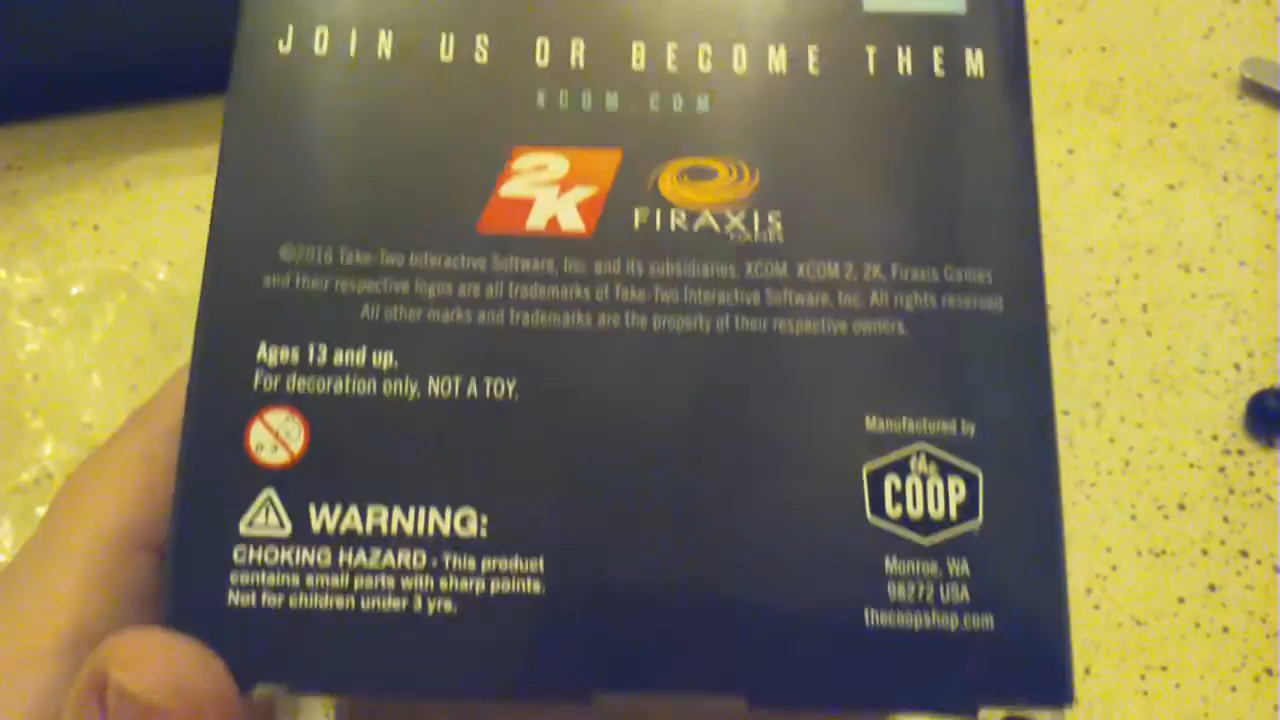 JOIN US OR BECOME THEM
XCOM.COM
2K
FIRAXIS
GAMES
©2016 Take-Two Interactive Software, Inc. and its subsidiaries. XCOM, XCOM 2, 2K, Firaxis Games
and their respective logos are all trademarks of Take-Two Interactive Software, Inc. All rights reserved.
All other marks and trademarks are the property of their respective owners.
Ages 13 and up.
For decoration only, NOT A TOY.
0-3
WARNING:
CHOKING HAZARD - This product
contains small parts with sharp points.
Not for children under 3 yrs.
Manufactured by
the
COOP
Monroe, WA
98272 USA
thecoopshop.com